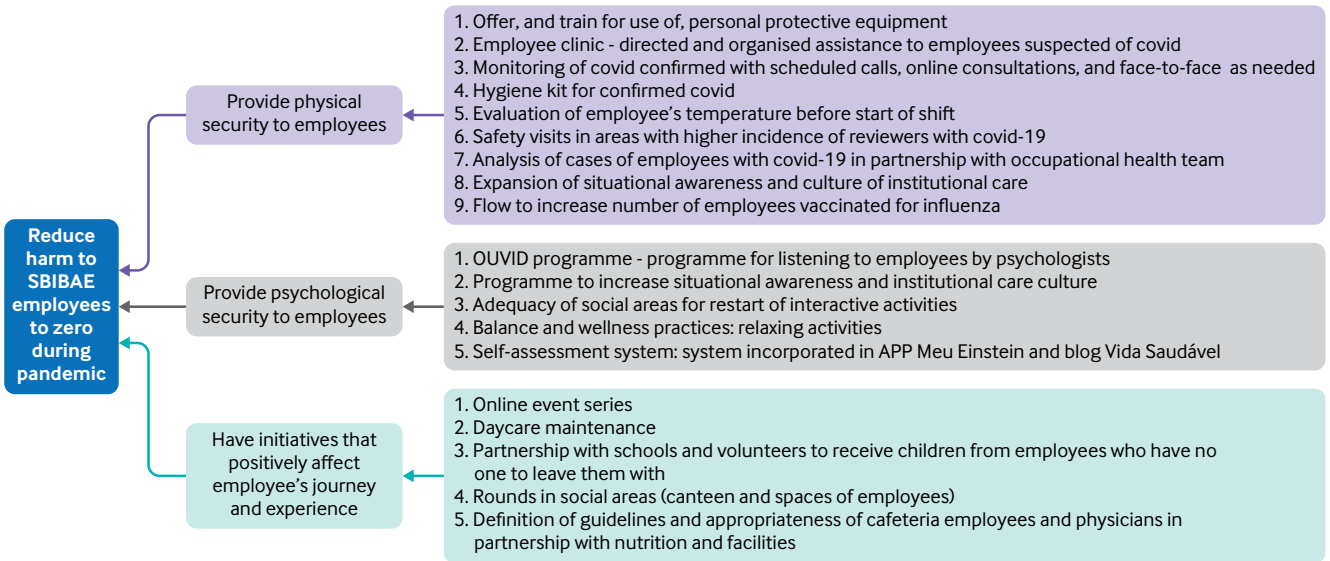 Reduce
harm to
SBIBAE
employees
to zero
during
pandemic
Provide physical
security to employees
1. Offer, and train for use of, personal protective equipment
2. Employee clinic - directed and organised assistance to employees suspected of covid
3. Monitoring of covid confirmed with scheduled calls, online consultations, and face-to-face as needed
4. Hygiene kit for confirmed covid
5. Evaluation of employee's temperature before start of shift
6. Safety visits in areas with higher incidence of reviewers with covid-19
7. Analysis of cases of employees with covid-19 in partnership with occupational health team
8. Expansion of situational awareness and culture of institutional care
9. Flow to increase number of employees vaccinated for influenza
Provide psychological
security to employees
1. OUVID programme - programme for listening to employees by psychologists
2. Programme to increase situational awareness and institutional care culture
3. Adequacy of social areas for restart of interactive activities
4. Balance and wellness practices: relaxing activities
5. Self-assessment system: system incorporated in APP Meu Einstein and blog Vida Saudável
Have initiatives that
positively affect
employee's journey
and experience
1. Online event series
2. Daycare maintenance
3. Partnership with schools and volunteers to receive children from employees who have no
one to leave them with
4. Rounds in social areas (canteen and spaces of employees)
5. Definition of guidelines and appropriateness of cafeteria employees and physicians in
partnership with nutrition and facilities